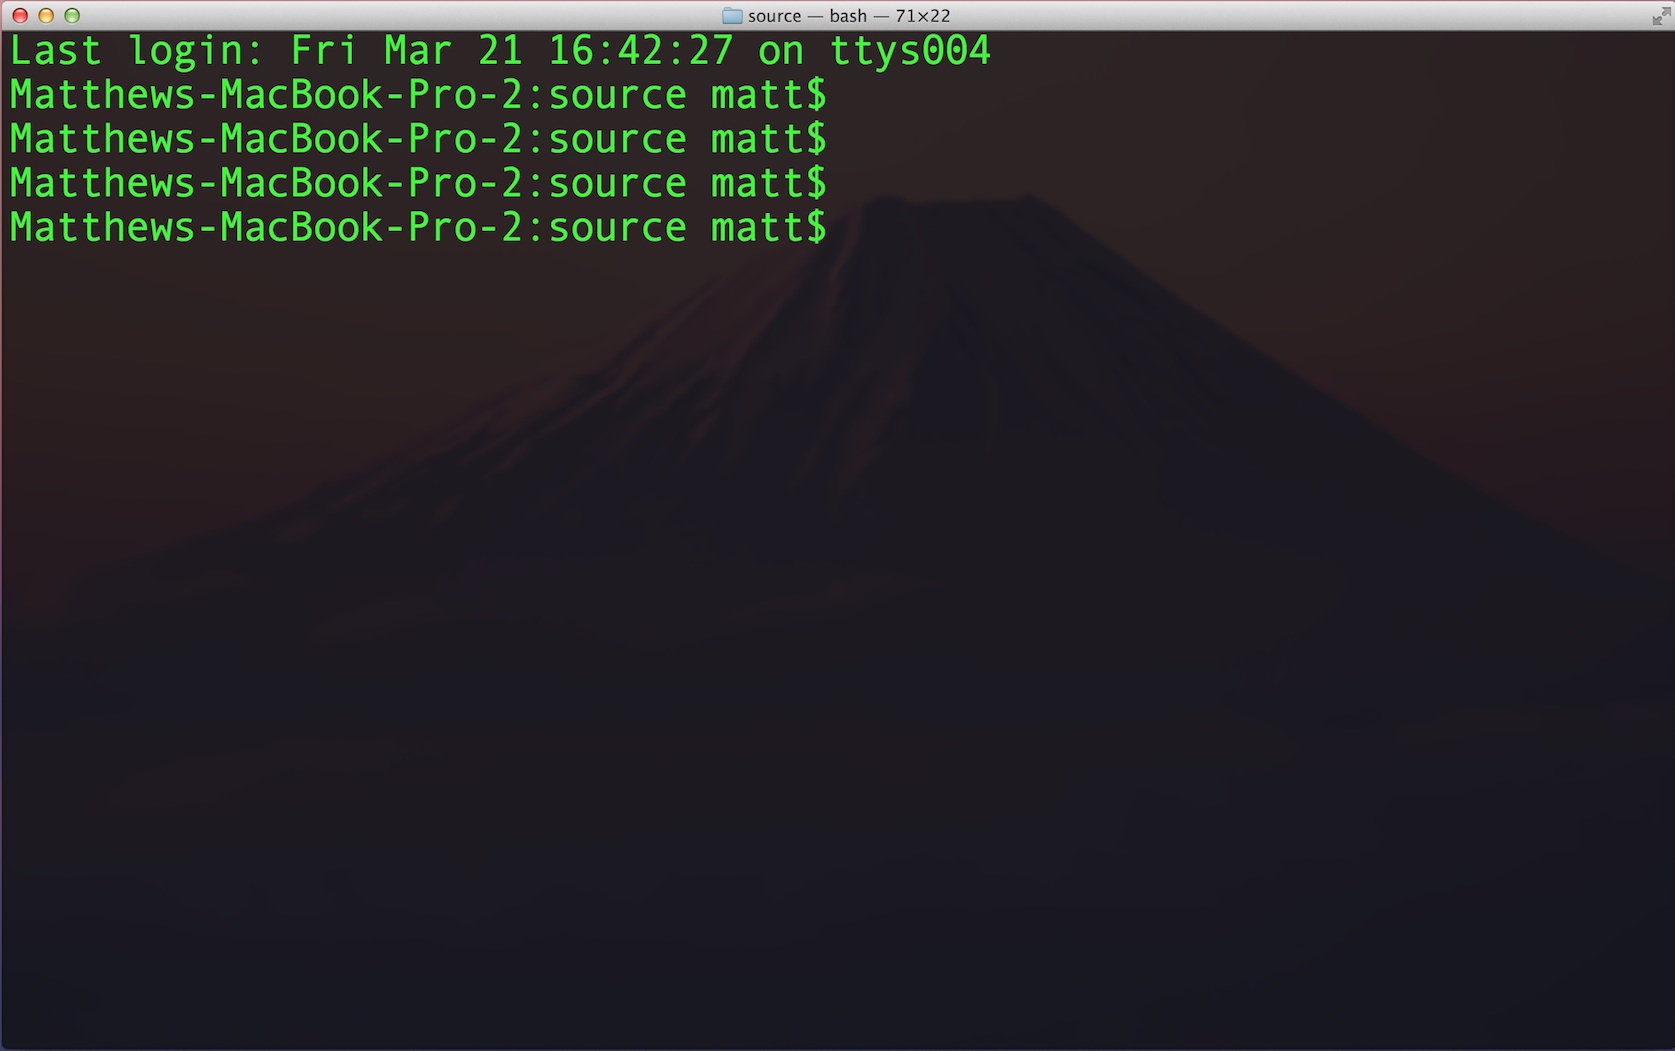 source — bash — 71×22
Last login: Fri Mar 21 16:42:27 on ttys004
Matthews-MacBook-Pro-2:source matt$
Matthews-MacBook-Pro-2:source matt$
Matthews-MacBook-Pro-2:source matt$
Matthews-MacBook-Pro-2:source matt$